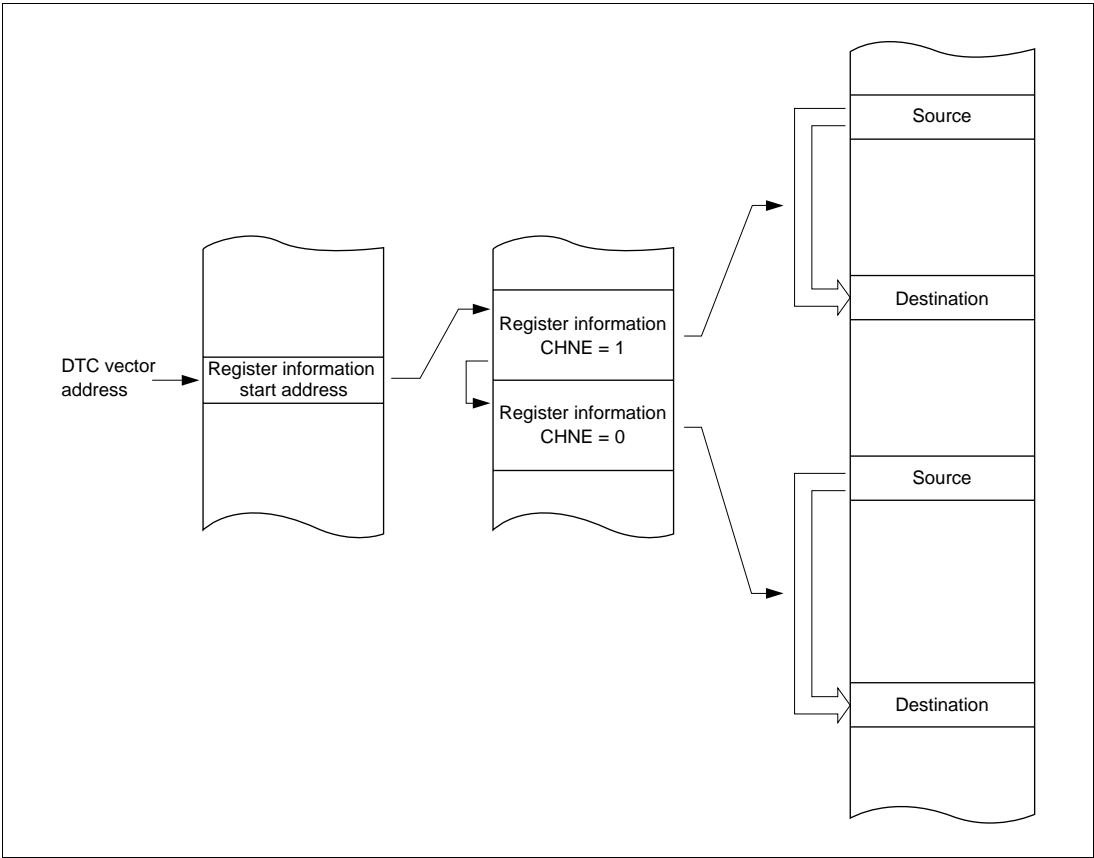 DTC vector
address
Register information
start address
Register information
CHNE = 1
Register information
CHNE = 0
Source
Destination
Source
Destination